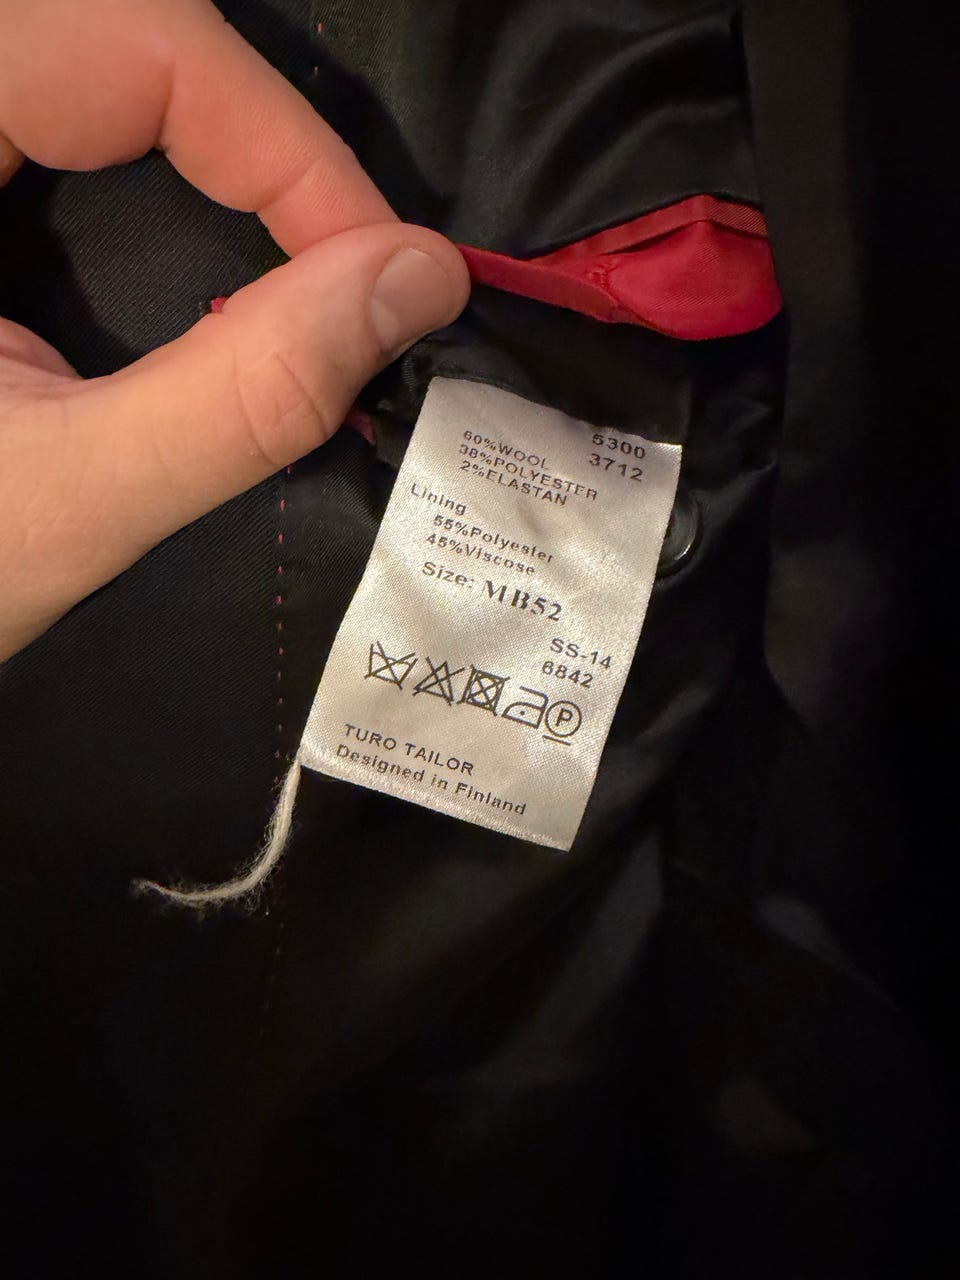 5300
3712
60%WOOL
38%POLYESTER
2%ELASTAN
Lining
55%Polyester
45%Viscose
Size: MB52
SS-14
6842
P
TURO TAILOR
Designed in Finland